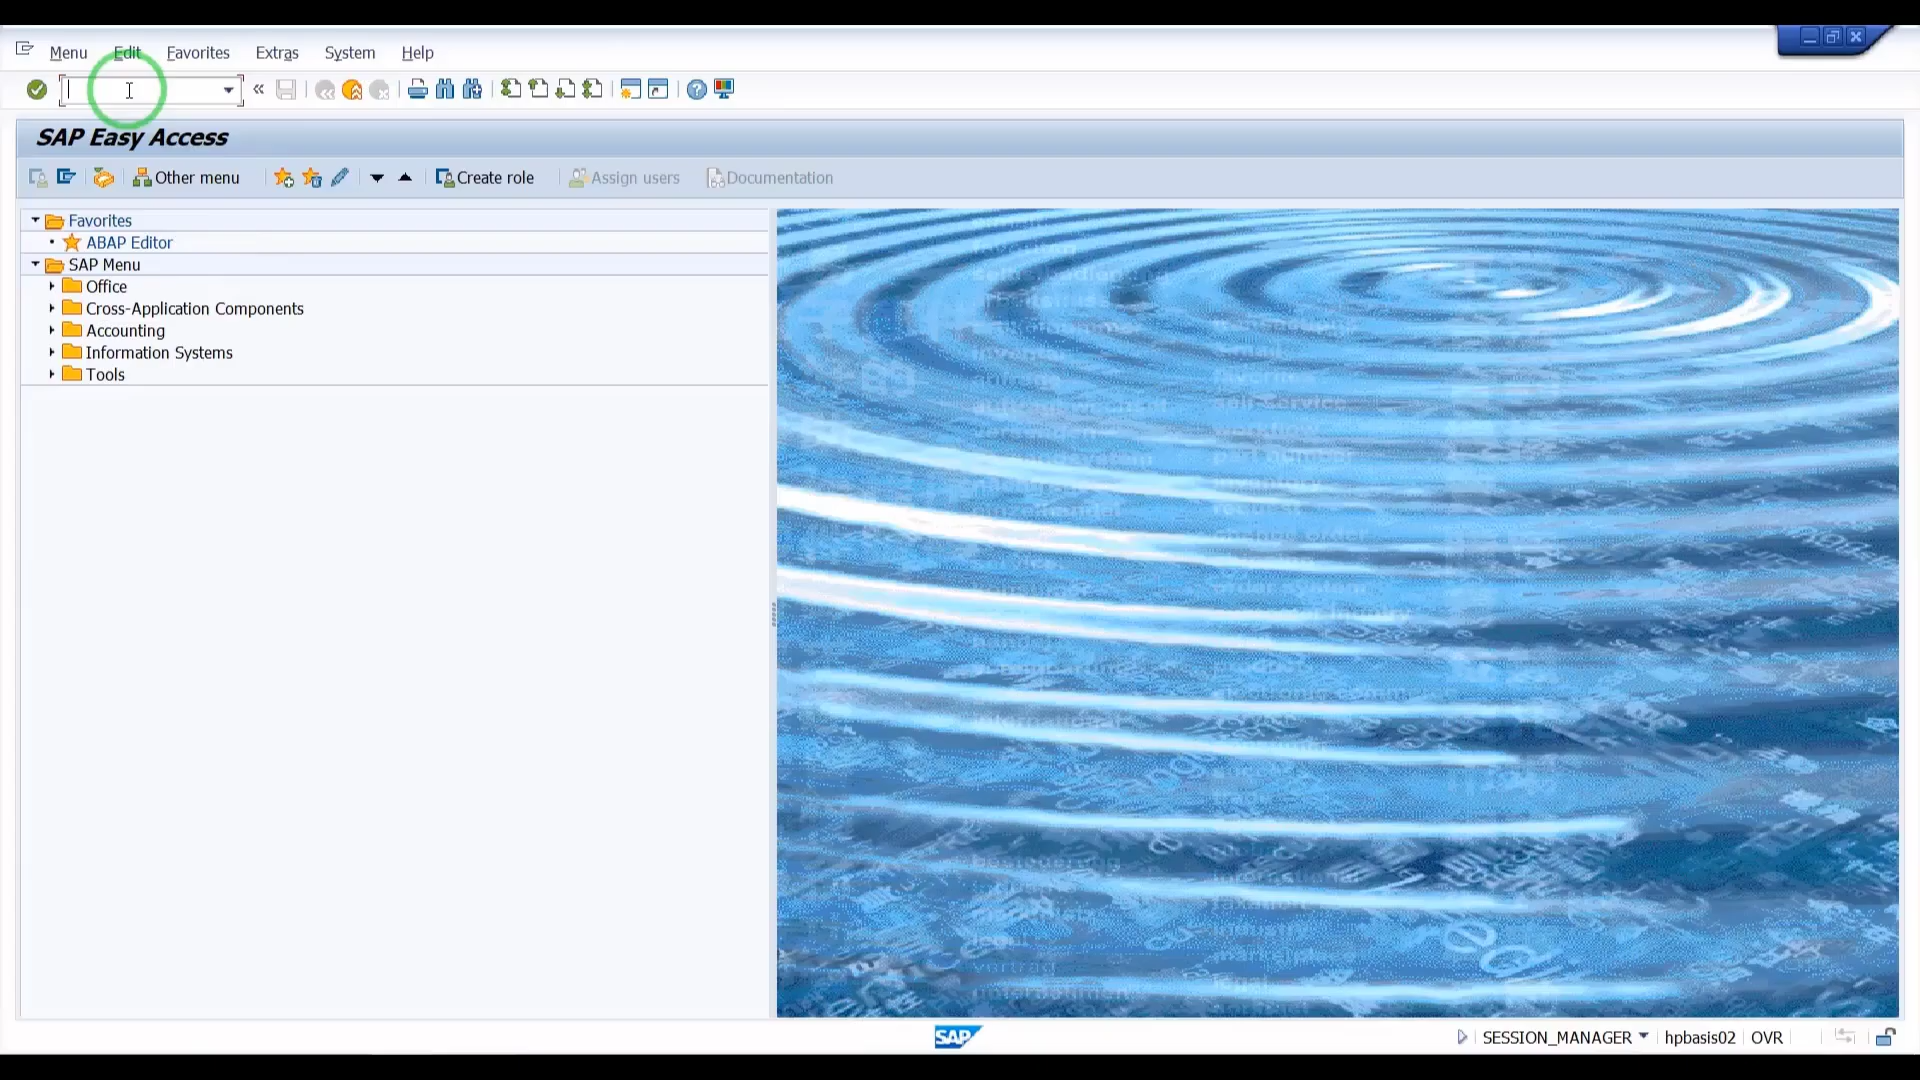 Menu Edit Favorites Extras System Help
SAP Easy Access
Other menu Create role Assign users Documentation
Favorites
ABAP Editor
SAP Menu
Office
Cross-Application Components
Accounting
Information Systems
Tools
SAP SESSION_MANAGER hpbasis02 OVR